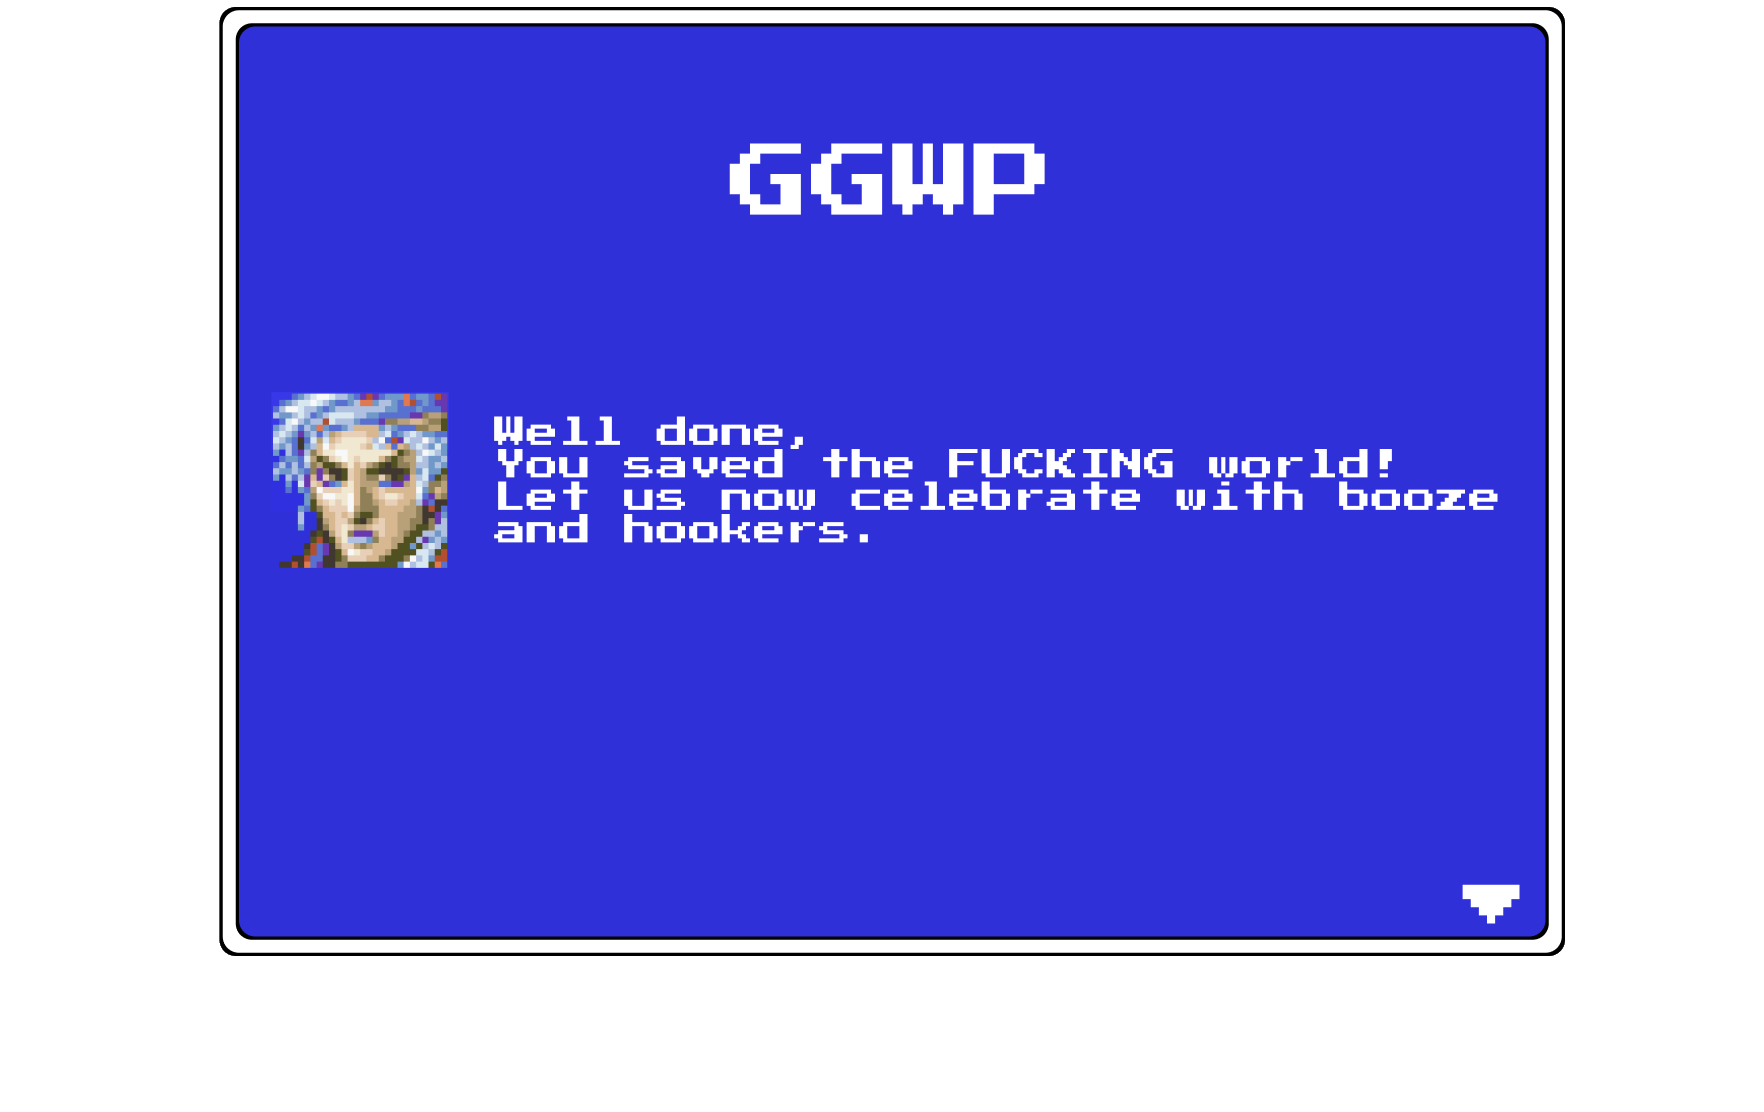 GGWP
Well done,
You saved the FUCKING world!
Let us now celebrate with booze
and hookers.